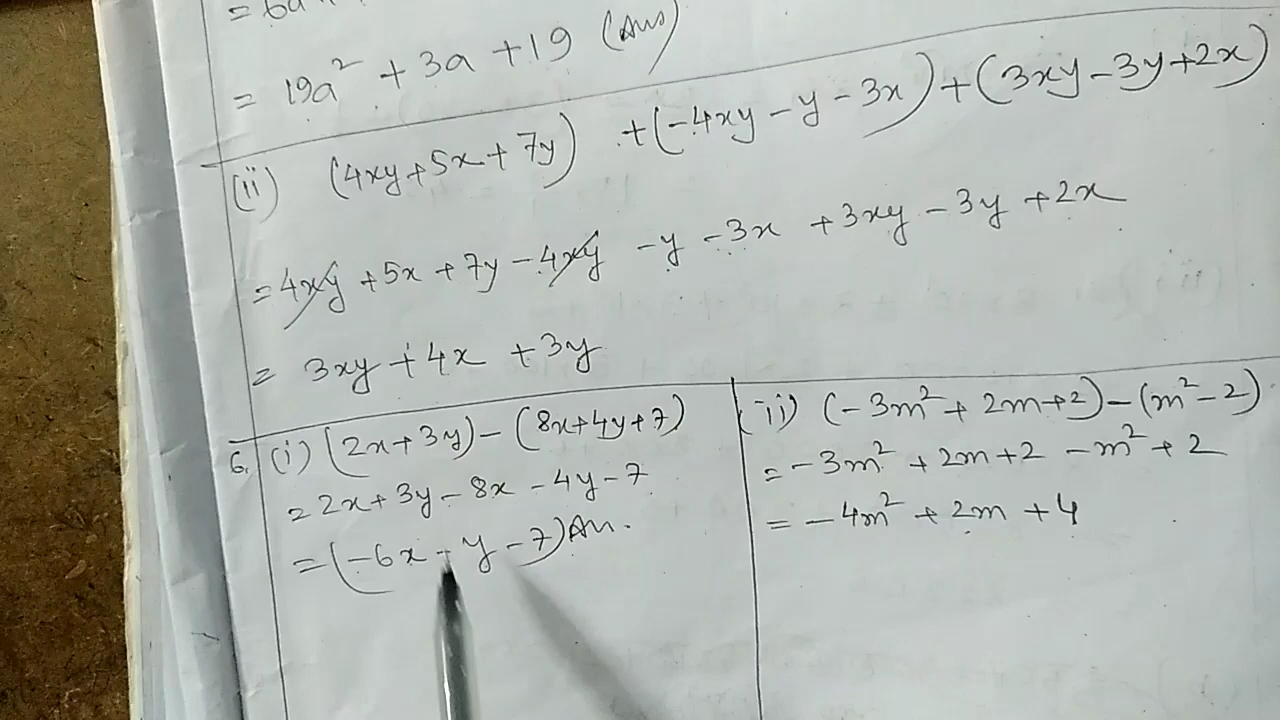 = 6a
= 19a² + 3a + 19 (Ans)
(ii) (4xy + 5x + 7y) + (-4xy - y - 3x) + (3xy - 3y + 2x)
= 4xy + 5x + 7y - 4xy - y - 3x + 3xy - 3y + 2x
= 3xy + 4x + 3y
6. (i) (2x + 3y) - (8x + 4y + 7)
= 2x + 3y - 8x - 4y - 7
= (-6x - y - 7) An.
(ii) (-3m² + 2m + 2) - (m² - 2)
= -3m² + 2m + 2 - m² + 2
= -4m² + 2m + 4